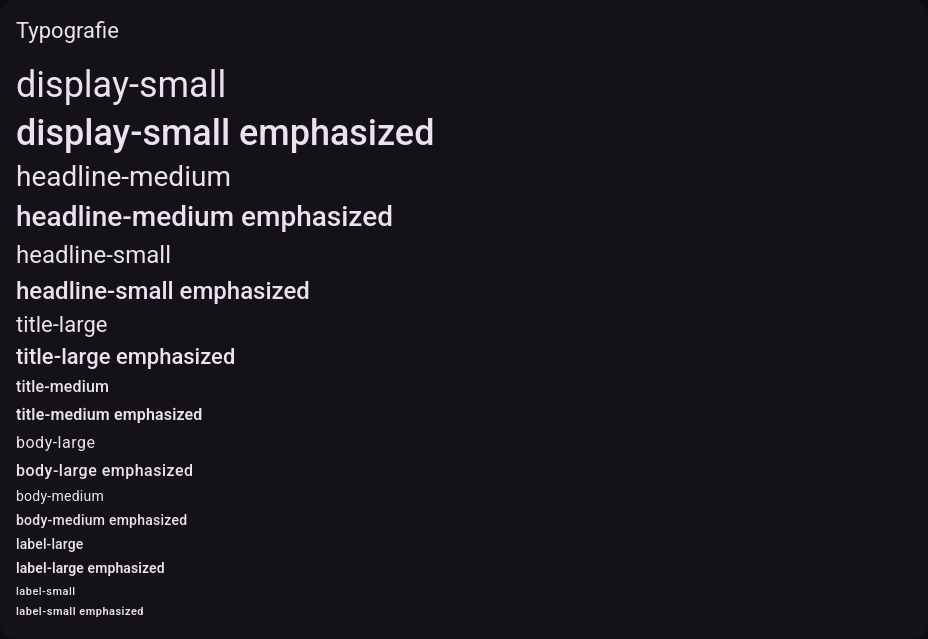 Typografie
display-small
display-small emphasized
headline-medium
headline-medium emphasized
headline-small
headline-small emphasized
title-large
title-large emphasized
title-medium
title-medium emphasized
body-large
body-large emphasized
body-medium
body-medium emphasized
label-large
label-large emphasized
label-small
label-small emphasized